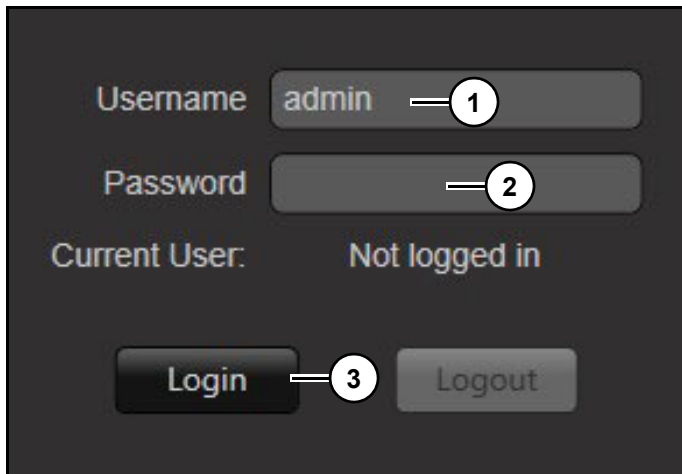 Username admin 1
Password 2
Current User: Not logged in
Login 3 Logout